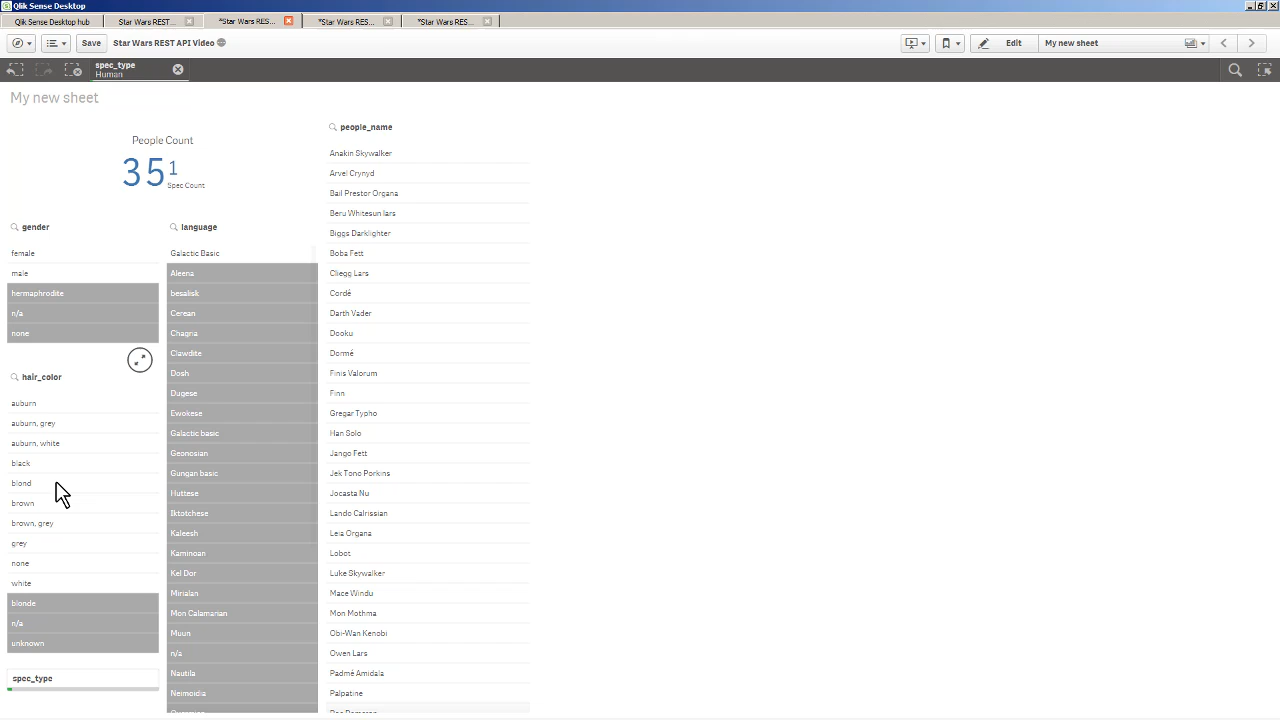 Qlik Sense Desktop
Qlik Sense Desktop hub
Star Wars REST...
*Star Wars RES...
*Star Wars RES...
*Star Wars RES...
Save
Star Wars REST API Video
Edit
My new sheet
spec_type
Human
My new sheet
People Count
35
1
Spec Count
gender
female
male
hermaphrodite
n/a
none
hair_color
auburn
auburn, grey
auburn, white
black
blond
brown
brown, grey
grey
none
white
blonde
n/a
unknown
spec_type
language
Galactic Basic
Aleena
besalisk
Cerean
Chagria
Clawdite
Dosh
Dugese
Ewokese
Galactic basic
Geonosian
Gungan basic
Huttese
Iktotchese
Kaleesh
Kaminoan
Kel Dor
Mirialan
Mon Calamarian
Muun
n/a
Nautila
Neimoidia
people_name
Anakin Skywalker
Arvel Crynyd
Bail Prestor Organa
Beru Whitesun lars
Biggs Darklighter
Boba Fett
Cliegg Lars
Cordé
Darth Vader
Dooku
Dormé
Finis Valorum
Finn
Gregar Typho
Han Solo
Jango Fett
Jek Tono Porkins
Jocasta Nu
Lando Calrissian
Leia Organa
Lobot
Luke Skywalker
Mace Windu
Mon Mothma
Obi-Wan Kenobi
Owen Lars
Padmé Amidala
Palpatine